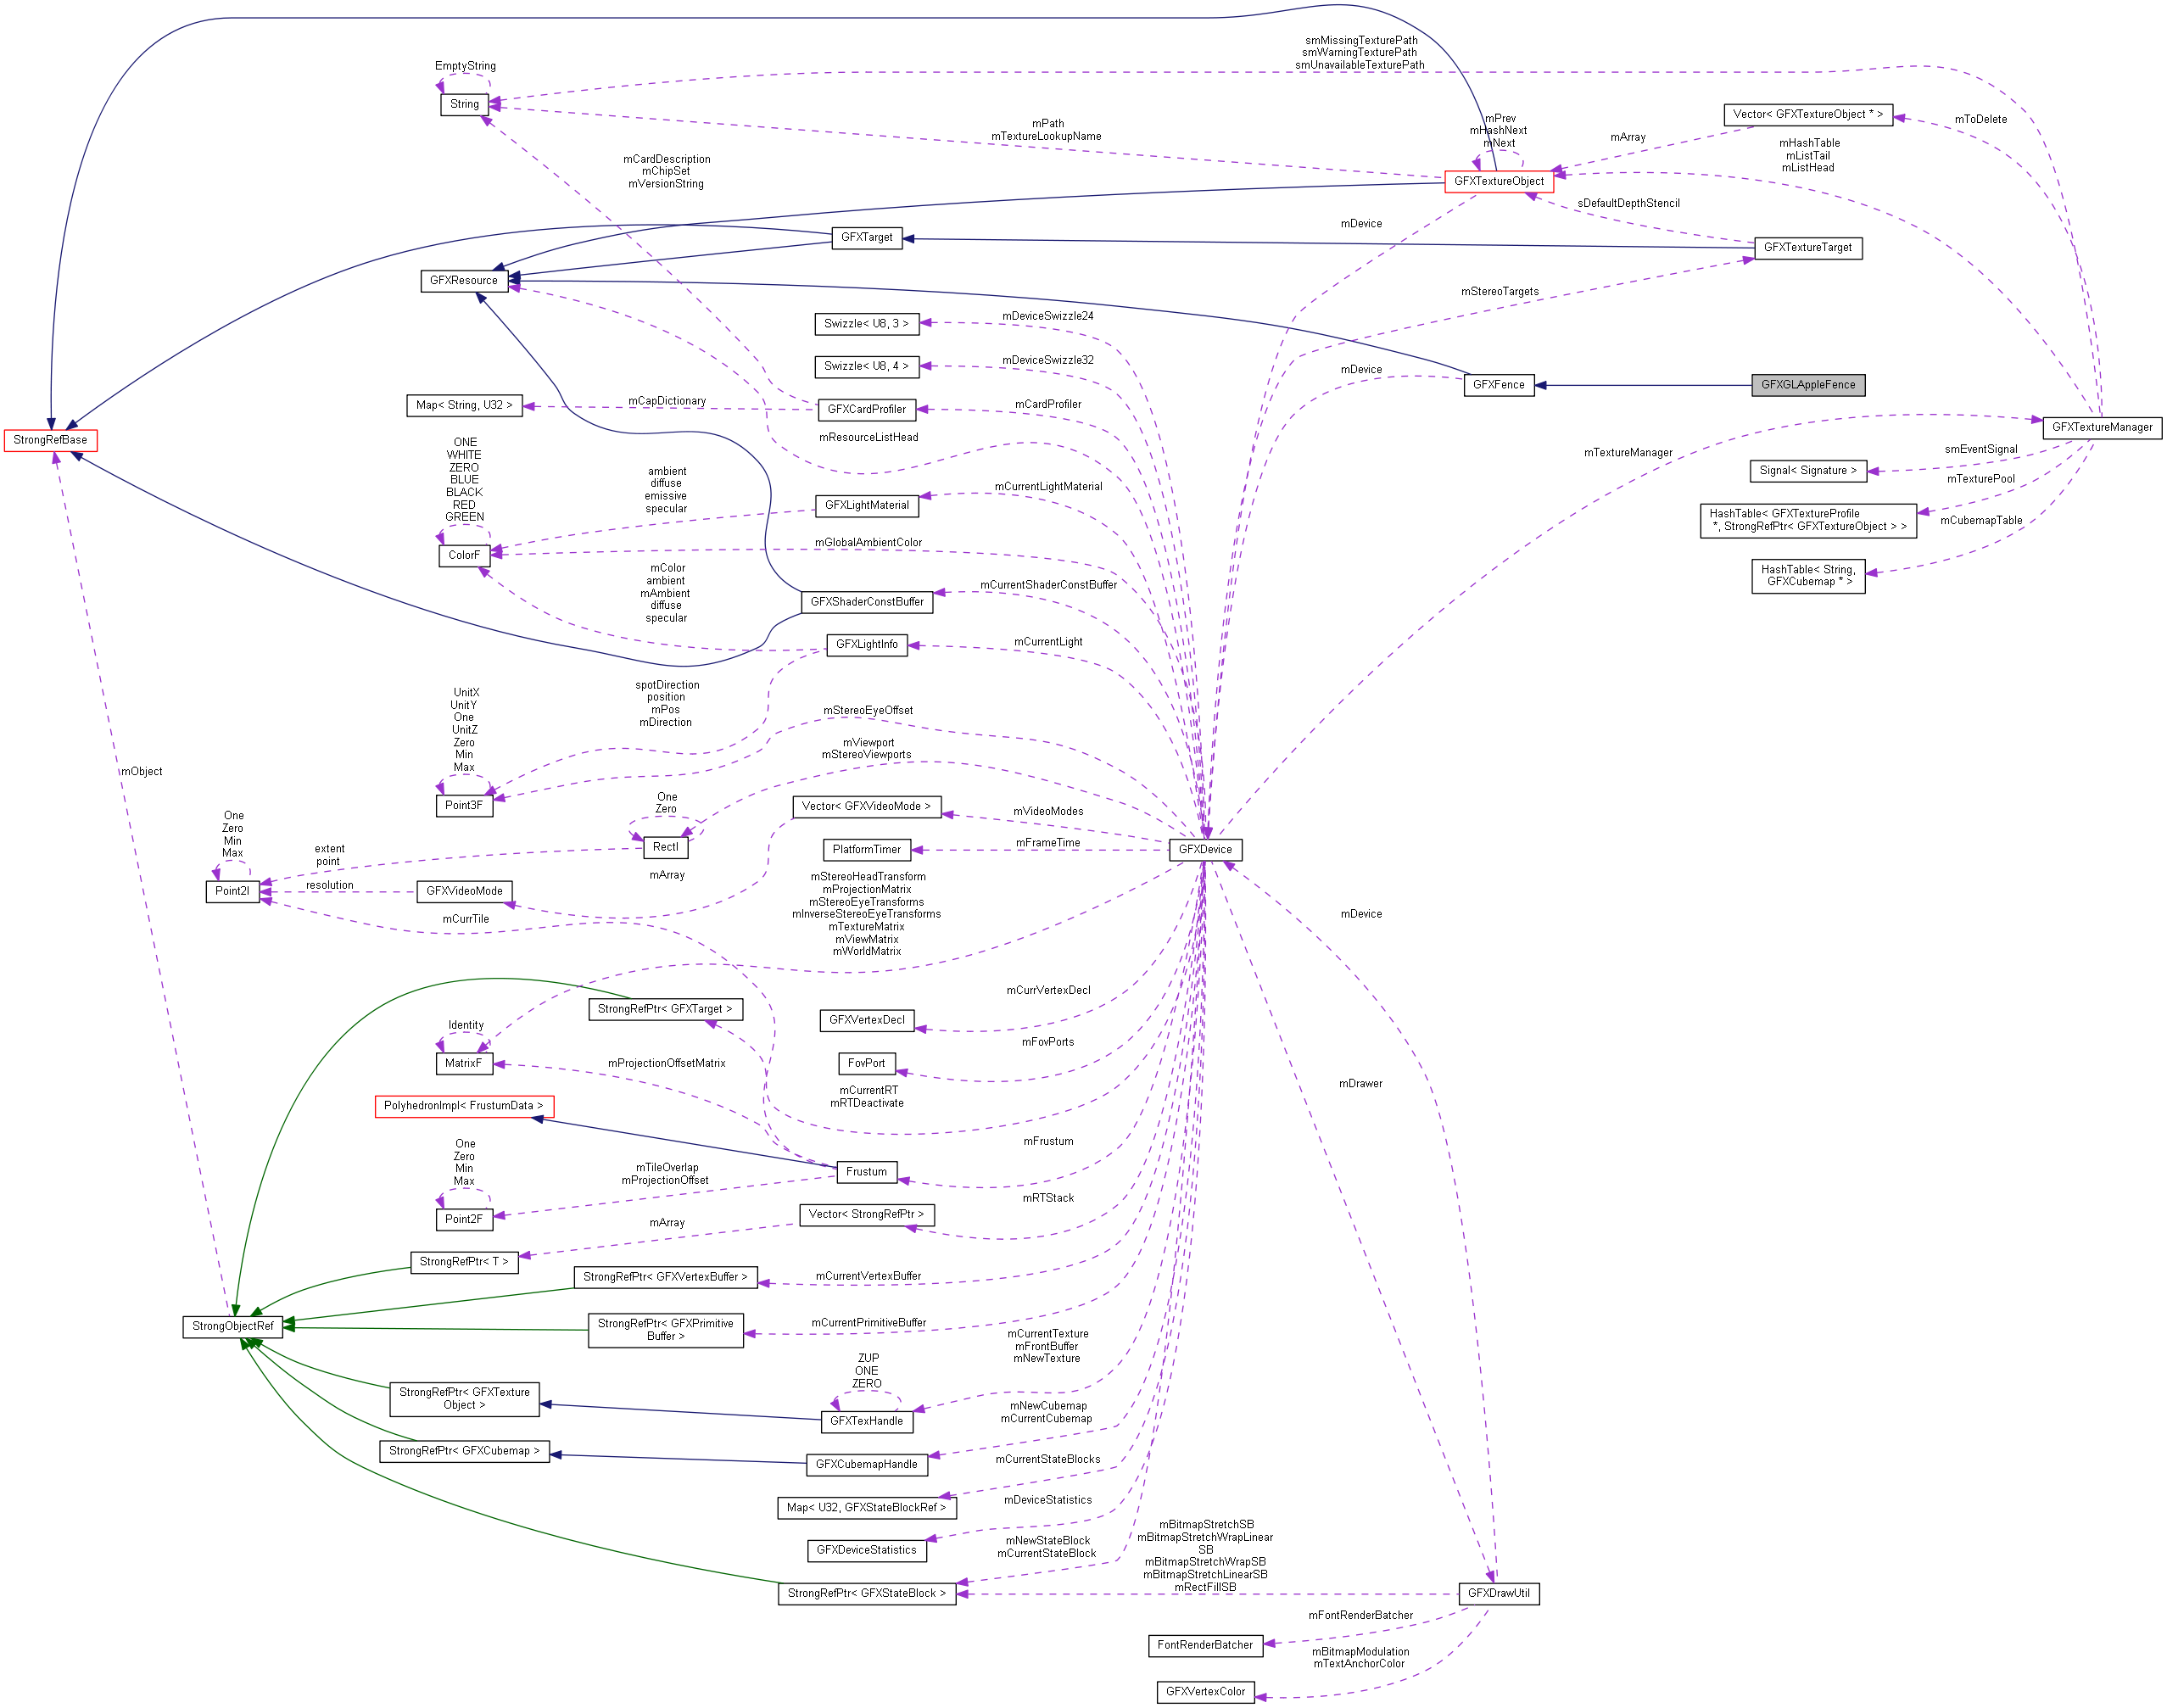 smMissingTexturePath
smWarningTexturePath
smUnavailableTexturePath
EmptyString
String
mPath
mTextureLookupName
mPrev
mHashNext
mNext
Vector< GFXTextureObject * >
mToDelete
mArray
mHashTable
mListTail
mListHead
mCardDescription
mChipSet
mVersionString
GFXTextureObject
sDefaultDepthStencil
mDevice
GFXTarget
GFXTextureTarget
GFXResource
mStereoTargets
Swizzle< U8, 3 >
mDeviceSwizzle24
Swizzle< U8, 4 >
mDeviceSwizzle32
mDevice
GFXFence
GFXGLAppleFence
Map< String, U32 >
mCapDictionary
GFXCardProfiler
mCardProfiler
GFXTextureManager
StrongRefBase
mResourceListHead
mTextureManager
smEventSignal
Signal< Signature >
mTexturePool
ONE
WHITE
ZERO
BLUE
BLACK
RED
GREEN
ColorF
ambient
diffuse
emissive
specular
GFXLightMaterial
mCurrentLightMaterial
HashTable< GFXTextureProfile
*, StrongRefPtr< GFXTextureObject > >
mCubemapTable
mGlobalAmbientColor
HashTable< String,
GFXCubemap * >
mColor
ambient
mAmbient
diffuse
specular
GFXShaderConstBuffer
mCurrentShaderConstBuffer
GFXLightInfo
mCurrentLight
UnitX
UnitY
One
UnitZ
Zero
Min
Max
Point3F
spotDirection
position
mPos
mDirection
mStereoEyeOffset
mViewport
mStereoViewports
mObject
One
Zero
RectI
Vector< GFXVideoMode >
mVideoModes
One
Zero
Min
Max
Point2I
extent
point
resolution
GFXVideoMode
mArray
PlatformTimer
mFrameTime
GFXDevice
mCurrTile
mStereoHeadTransform
mProjectionMatrix
mStereoEyeTransforms
mInverseStereoEyeTransforms
mTextureMatrix
mViewMatrix
mWorldMatrix
mDevice
StrongRefPtr< GFXTarget >
GFXVertexDecl
mCurrVertexDecl
Identity
MatrixF
mProjectionOffsetMatrix
FovPort
mFovPorts
mCurrentRT
mRTDeactivate
mDrawer
PolyhedronImpl< FrustumData >
mFrustum
Frustum
One
Zero
Min
Max
Point2F
mTileOverlap
mProjectionOffset
mRTStack
Vector< StrongRefPtr >
mArray
StrongRefPtr< T >
StrongRefPtr< GFXVertexBuffer >
mCurrentVertexBuffer
StrongObjectRef
StrongRefPtr< GFXPrimitive
Buffer >
mCurrentPrimitiveBuffer
mCurrentTexture
mFrontBuffer
mNewTexture
ZUP
ONE
ZERO
StrongRefPtr< GFXTexture
Object >
GFXTexHandle
mNewCubemap
mCurrentCubemap
StrongRefPtr< GFXCubemap >
GFXCubemapHandle
mCurrentStateBlocks
Map< U32, GFXStateBlockRef >
mDeviceStatistics
GFXDeviceStatistics
mNewStateBlock
mCurrentStateBlock
mBitmapStretchSB
mBitmapStretchWrapLinear
SB
mBitmapStretchWrapSB
mBitmapStretchLinearSB
mRectFillSB
StrongRefPtr< GFXStateBlock >
GFXDrawUtil
mFontRenderBatcher
FontRenderBatcher
mBitmapModulation
mTextAnchorColor
GFXVertexColor